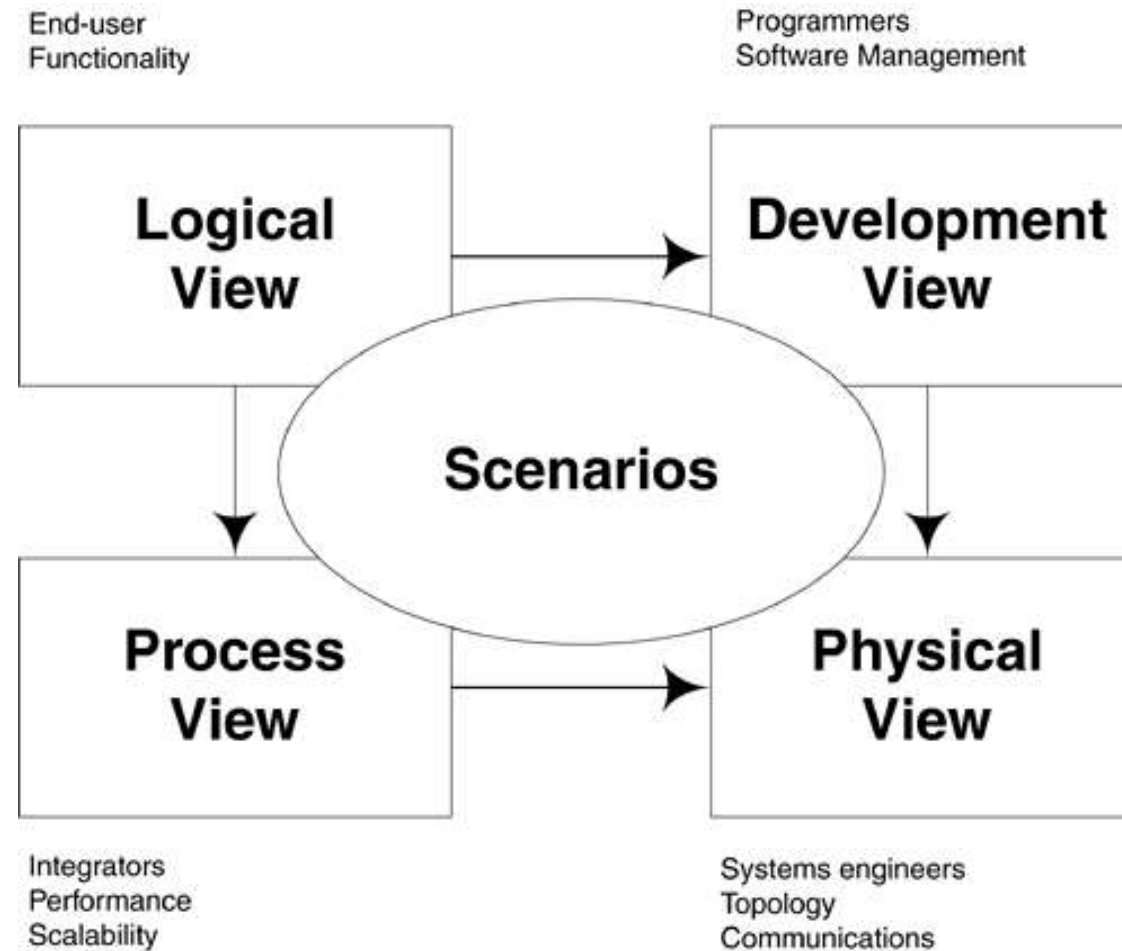 End-user
Functionality
Programmers
Software Management
Logical
View
Development
View
Scenarios
Process
View
Physical
View
Integrators
Performance
Scalability
Systems engineers
Topology
Communications